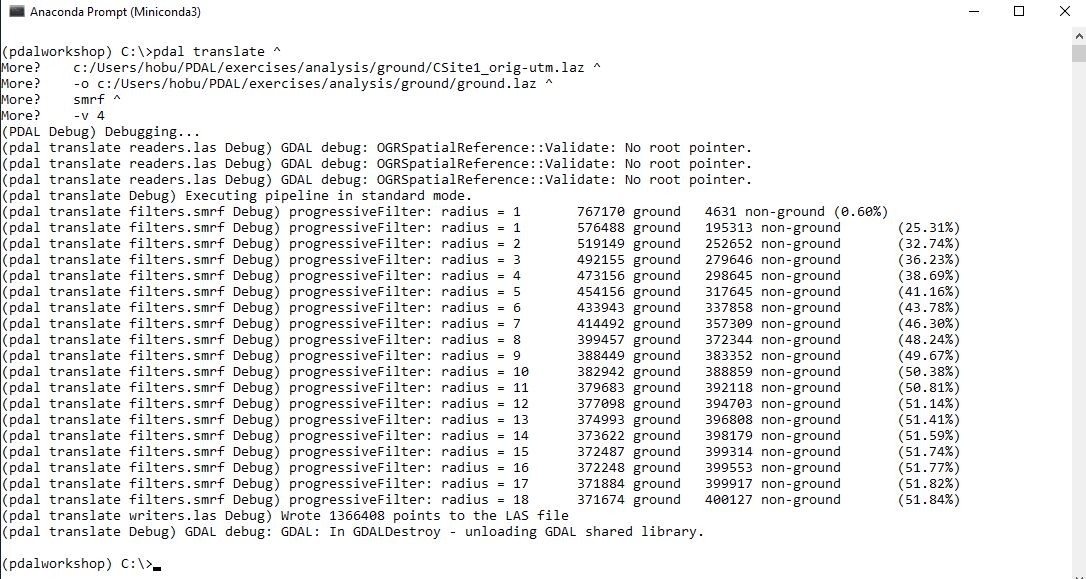 Anaconda Prompt (Miniconda3)
(pdalworkshop) C:\>pdal translate ^
More?    c:/Users/hobu/PDAL/exercises/analysis/ground/CSite1_orig-utm.laz ^
More?    -o c:/Users/hobu/PDAL/exercises/analysis/ground/ground.laz ^
More?    smrf ^
More?    -v 4
(PDAL Debug) Debugging...
(pdal translate readers.las Debug) GDAL debug: OGRSpatialReference::Validate: No root pointer.
(pdal translate readers.las Debug) GDAL debug: OGRSpatialReference::Validate: No root pointer.
(pdal translate readers.las Debug) GDAL debug: OGRSpatialReference::Validate: No root pointer.
(pdal translate Debug) Executing pipeline in standard mode.
(pdal translate filters.smrf Debug) progressiveFilter: radius = 1       767170 ground   4631 non-ground (0.60%)
(pdal translate filters.smrf Debug) progressiveFilter: radius = 1       576488 ground   195313 non-ground       (25.31%)
(pdal translate filters.smrf Debug) progressiveFilter: radius = 2       519149 ground   252652 non-ground       (32.74%)
(pdal translate filters.smrf Debug) progressiveFilter: radius = 3       492155 ground   279646 non-ground       (36.23%)
(pdal translate filters.smrf Debug) progressiveFilter: radius = 4       473156 ground   298645 non-ground       (38.69%)
(pdal translate filters.smrf Debug) progressiveFilter: radius = 5       454156 ground   317645 non-ground       (41.16%)
(pdal translate filters.smrf Debug) progressiveFilter: radius = 6       433943 ground   337858 non-ground       (43.78%)
(pdal translate filters.smrf Debug) progressiveFilter: radius = 7       414492 ground   357309 non-ground       (46.30%)
(pdal translate filters.smrf Debug) progressiveFilter: radius = 8       399457 ground   372344 non-ground       (48.24%)
(pdal translate filters.smrf Debug) progressiveFilter: radius = 9       388449 ground   383352 non-ground       (49.67%)
(pdal translate filters.smrf Debug) progressiveFilter: radius = 10      382942 ground   388859 non-ground       (50.38%)
(pdal translate filters.smrf Debug) progressiveFilter: radius = 11      379683 ground   392118 non-ground       (50.81%)
(pdal translate filters.smrf Debug) progressiveFilter: radius = 12      377098 ground   394703 non-ground       (51.14%)
(pdal translate filters.smrf Debug) progressiveFilter: radius = 13      374993 ground   396808 non-ground       (51.41%)
(pdal translate filters.smrf Debug) progressiveFilter: radius = 14      373622 ground   398179 non-ground       (51.59%)
(pdal translate filters.smrf Debug) progressiveFilter: radius = 15      372487 ground   399314 non-ground       (51.74%)
(pdal translate filters.smrf Debug) progressiveFilter: radius = 16      372248 ground   399553 non-ground       (51.77%)
(pdal translate filters.smrf Debug) progressiveFilter: radius = 17      371884 ground   399917 non-ground       (51.82%)
(pdal translate filters.smrf Debug) progressiveFilter: radius = 18      371674 ground   400127 non-ground       (51.84%)
(pdal translate writers.las Debug) Wrote 1366408 points to the LAS file
(pdal translate Debug) GDAL debug: GDAL: In GDALDestroy - unloading GDAL shared library.
(pdalworkshop) C:\>